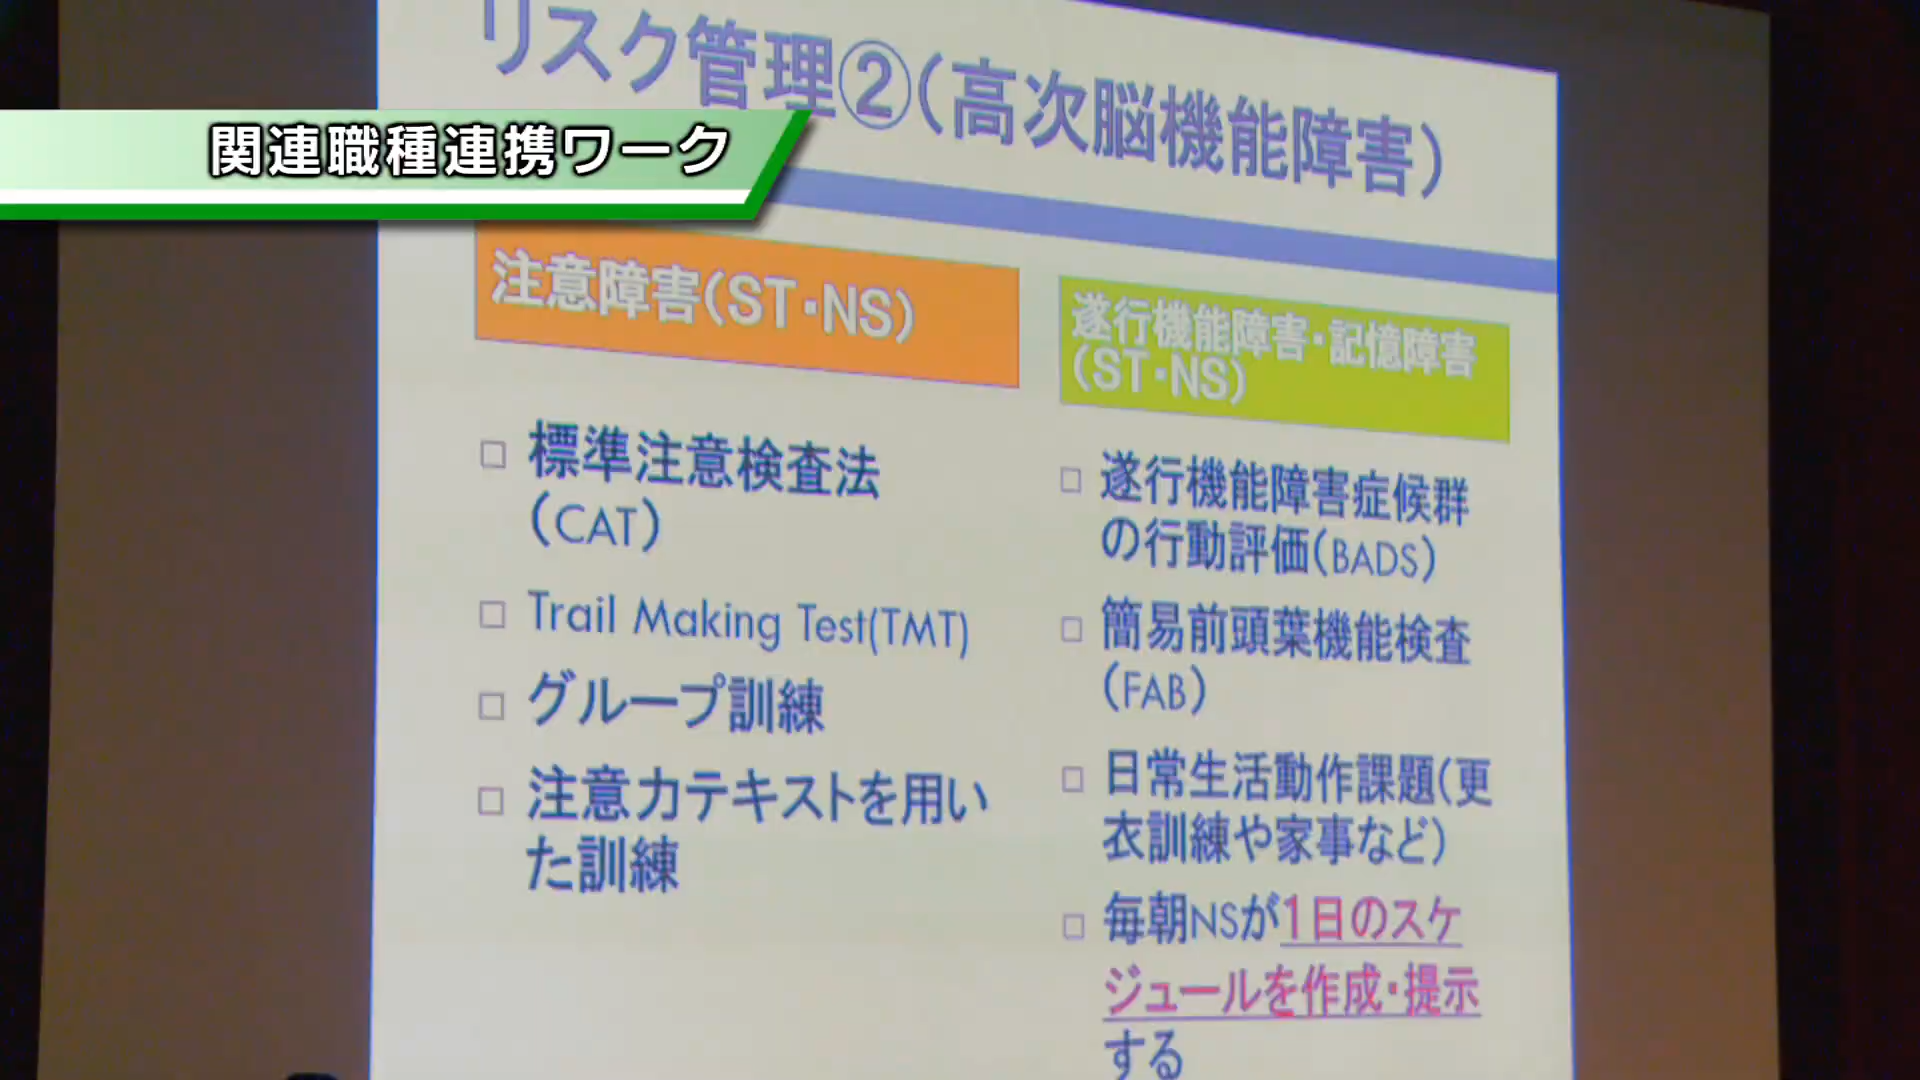 リスク管理②(高次脳機能障害)
関連職種連携ワーク
注意障害(ST・NS)
□ 標準注意検査法
(CAT)
□ Trail Making Test(TMT)
□ グループ訓練
□ 注意力テキストを用い
た訓練
遂行機能障害・記憶障害
(ST・NS)
□ 遂行機能障害症候群
の行動評価(BADS)
□ 簡易前頭葉機能検査
(FAB)
□ 日常生活動作課題(更
衣訓練や家事など)
□ 毎朝NSが1日のスケ
ジュールを作成・提示
する